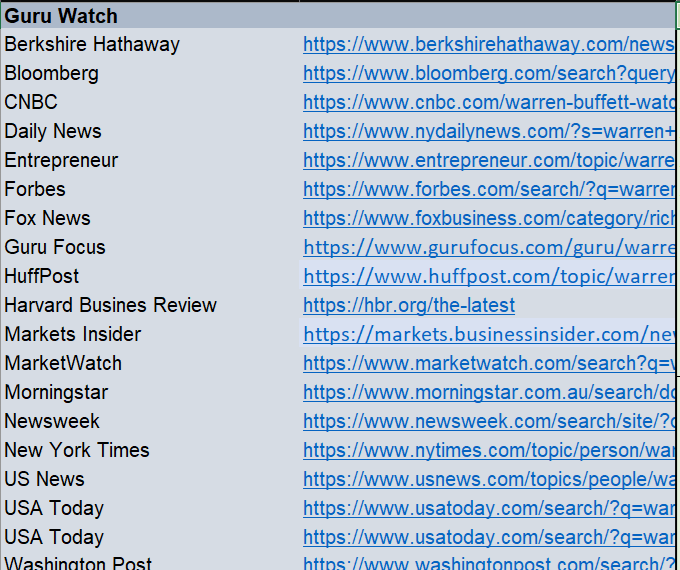 Guru Watch
Berkshire Hathaway https://www.berkshirehathaway.com/news
Bloomberg https://www.bloomberg.com/search?query
CNBC https://www.cnbc.com/warren-buffett-watc
Daily News https://www.nydailynews.com/?s=warren+
Entrepreneur https://www.entrepreneur.com/topic/warre
Forbes https://www.forbes.com/search/?q=warren
Fox News https://www.foxbusiness.com/category/rich
Guru Focus https://www.gurufocus.com/guru/warre
HuffPost https://www.huffpost.com/topic/warren
Harvard Busines Review https://hbr.org/the-latest
Markets Insider https://markets.businessinsider.com/new
MarketWatch https://www.marketwatch.com/search?q=w
Morningstar https://www.morningstar.com.au/search/do
Newsweek https://www.newsweek.com/search/site/?q
New York Times https://www.nytimes.com/topic/person/war
US News https://www.usnews.com/topics/people/wa
USA Today https://www.usatoday.com/search/?q=war
USA Today https://www.usatoday.com/search/?q=war
Washington Post https://www.washingtonpost.com/search/?